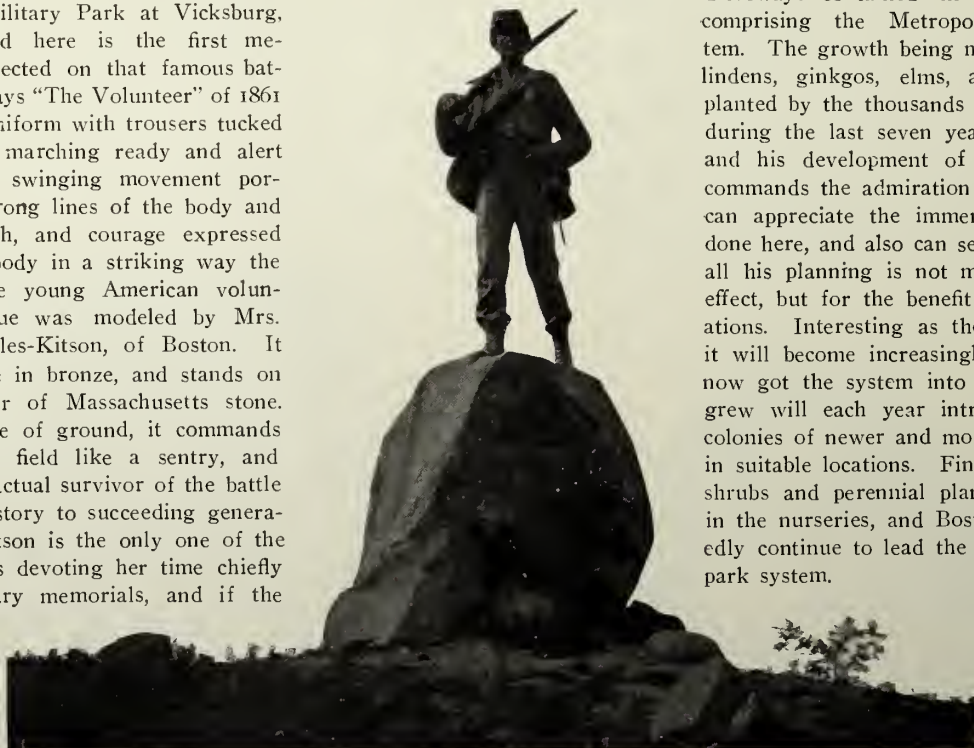 ilitary Park at Vicksburg,
d here is the first me-
ected on that famous bat-
ays “The Volunteer” of 1861
niform with trousers tucked
marching ready and alert
swinging movement por-
rong lines of the body and
h, and courage expressed
body in a striking way the
e young American volun-
ue was modeled by Mrs.
les-Kitson, of Boston. It
in bronze, and stands on
r of Massachusetts stone.
e of ground, it commands
field like a sentry, and
actual survivor of the battle
story to succeeding genera-
son is the only one of the
s devoting her time chiefly
ary memorials, and if the
comprising the Metropo
tem. The growth being n
lindens, ginkgos, elms, a
planted by the thousands
during the last seven yea
and his development of
commands the admiration
can appreciate the immen
done here, and also can se
all his planning is not m
effect, but for the benefit
ations. Interesting as the
it will become increasingl
now got the system into
grew will each year intr
colonies of newer and mo
in suitable locations. Fin
shrubs and perennial plan
in the nurseries, and Bos
edly continue to lead the
park system.